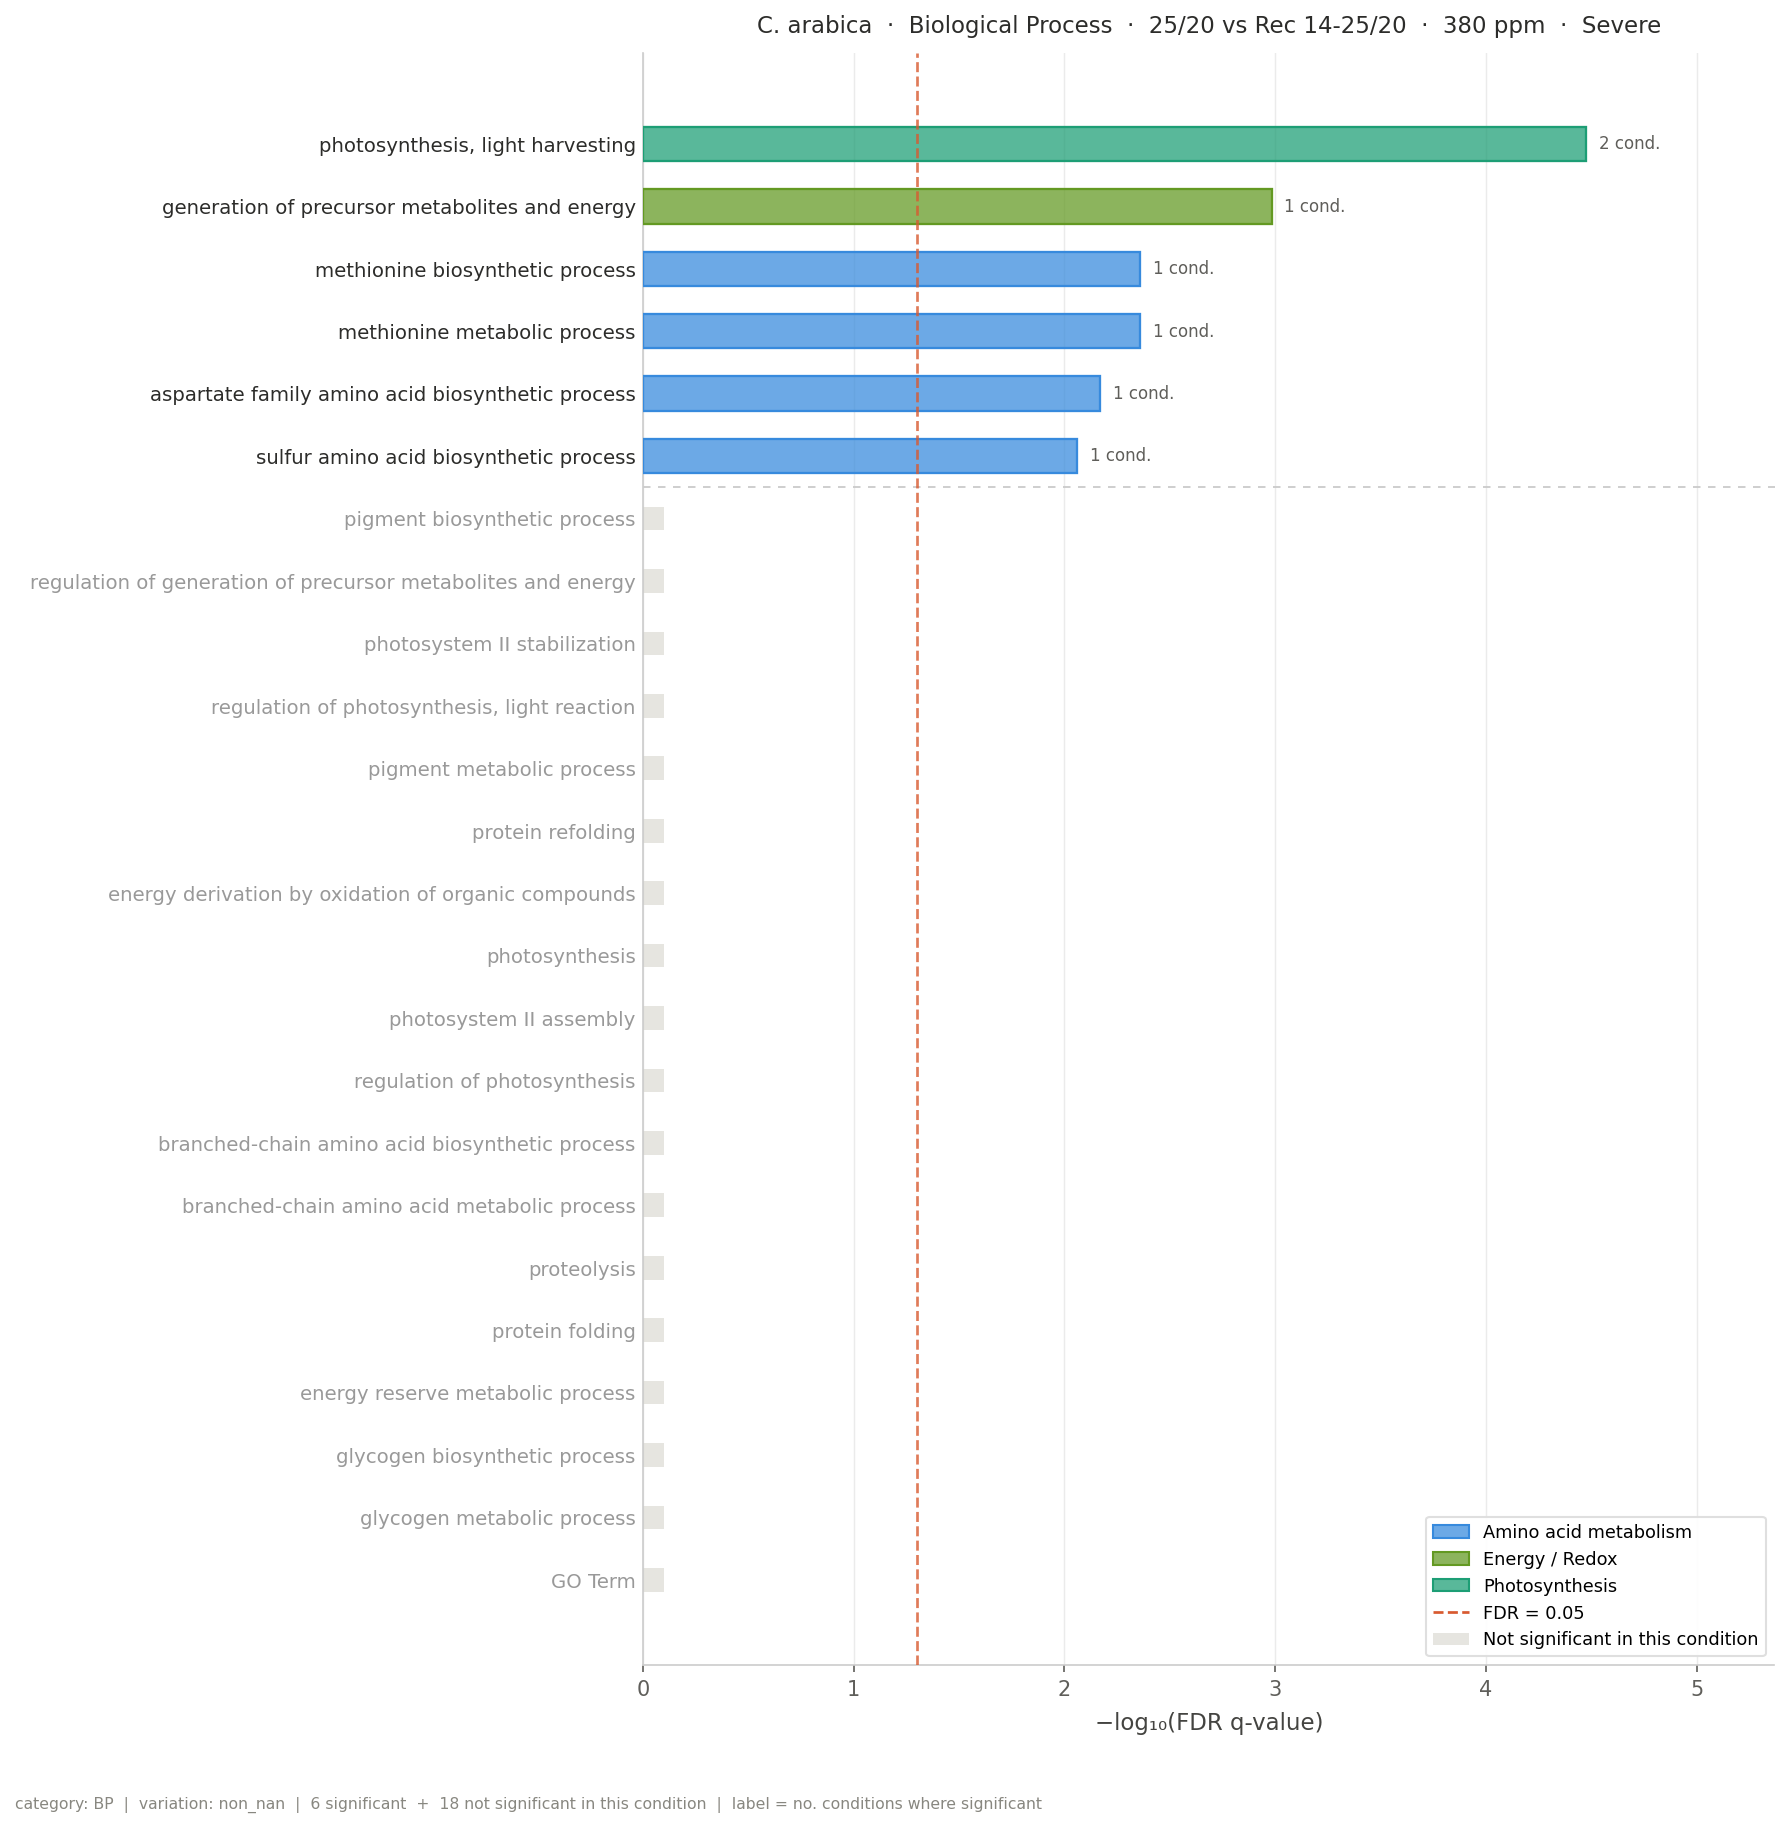 C. arabica · Biological Process · 25/20 vs Rec 14-25/20 · 380 ppm · Severe
photosynthesis, light harvesting 2 cond.
generation of precursor metabolites and energy 1 cond.
methionine biosynthetic process 1 cond.
methionine metabolic process 1 cond.
aspartate family amino acid biosynthetic process 1 cond.
sulfur amino acid biosynthetic process 1 cond.
pigment biosynthetic process
regulation of generation of precursor metabolites and energy
photosystem II stabilization
regulation of photosynthesis, light reaction
pigment metabolic process
protein refolding
energy derivation by oxidation of organic compounds
photosynthesis
photosystem II assembly
regulation of photosynthesis
branched-chain amino acid biosynthetic process
branched-chain amino acid metabolic process
proteolysis
protein folding
energy reserve metabolic process
glycogen biosynthetic process
glycogen metabolic process
GO Term
Amino acid metabolism
Energy / Redox
Photosynthesis
FDR = 0.05
Not significant in this condition
0 1 2 3 4 5
−log₁₀(FDR q-value)
category: BP | variation: non_nan | 6 significant + 18 not significant in this condition | label = no. conditions where significant